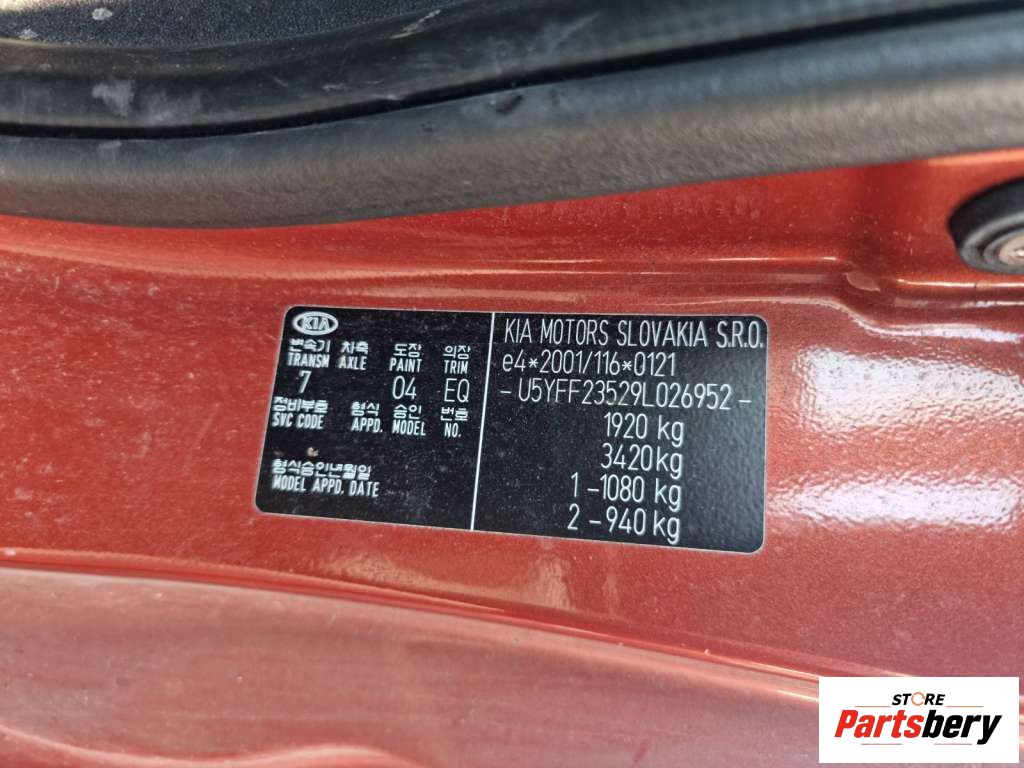 KIA
변속기 차축 도장 의장
TRANSM AXLE PAINT TRIM
7 04 EQ
정비부호 형식 승인 번호
SVC CODE APPD. MODEL NO.
형식승인년월일
MODEL APPD. DATE
KIA MOTORS SLOVAKIA S.R.O.
e4*2001/116*0121
- U5YFF23529L026952 -
1920 kg
3420kg
1 -1080 kg
2 -940 kg
STORE
Partsbery